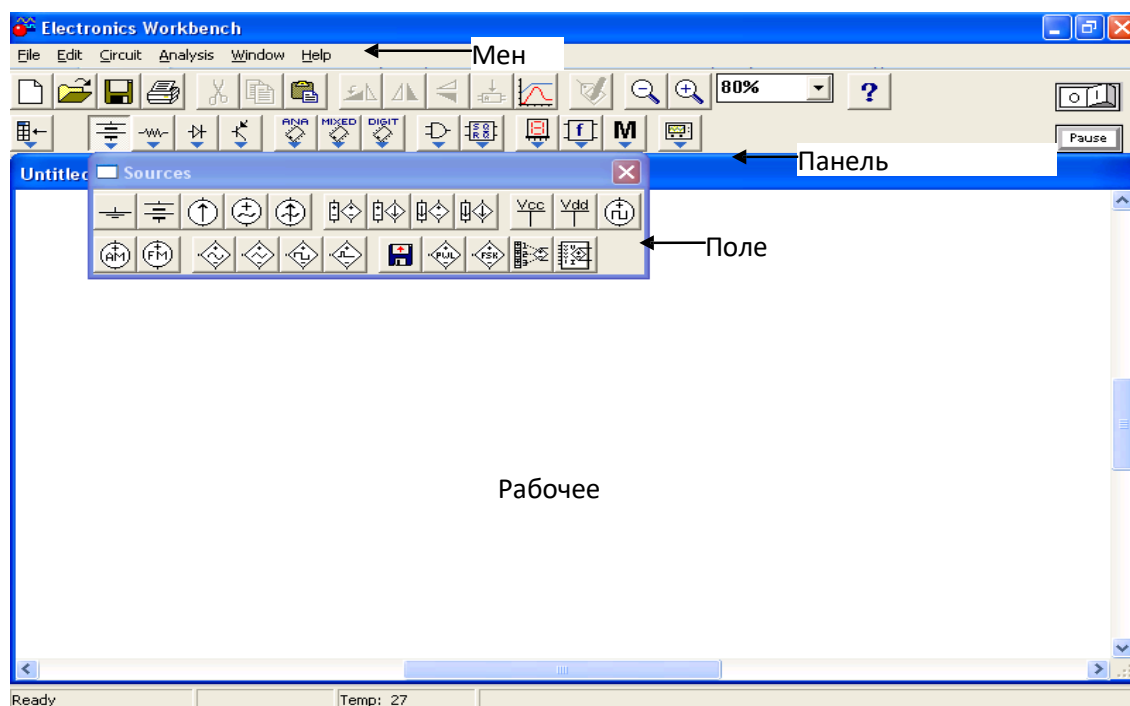 Electronics Workbench
File Edit Circuit Analysis Window Help
Мен
80% ?
ANA MIXED DIGIT
f M
Pause
Панель
Untitled
Sources
Vcc Vdd
Поле
AM FM PWL FSK
Рабочее
Ready Temp: 27